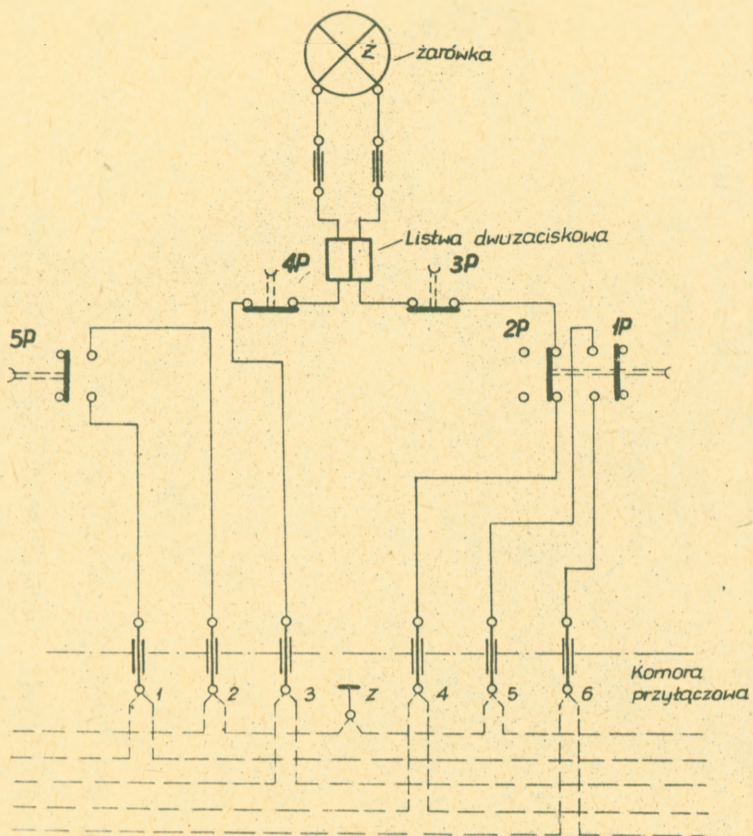 Ż
żarówka
Listwa dwuzaciskowa
4P
3P
5P
2P
1P
1
2
3
Z
4
5
6
Komora
przyłączowa